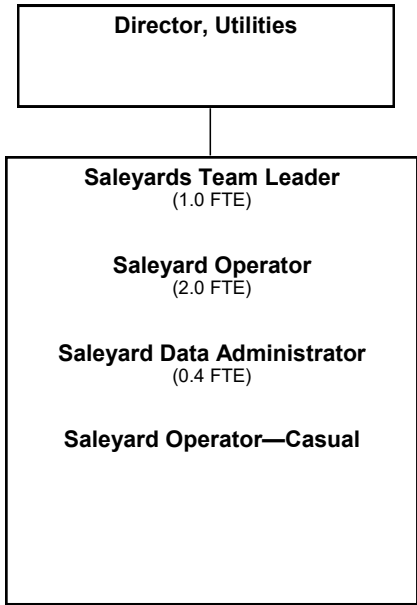 Director, Utilities
Saleyards Team Leader
(1.0 FTE)
Saleyard Operator
(2.0 FTE)
Saleyard Data Administrator
(0.4 FTE)
Saleyard Operator—Casual